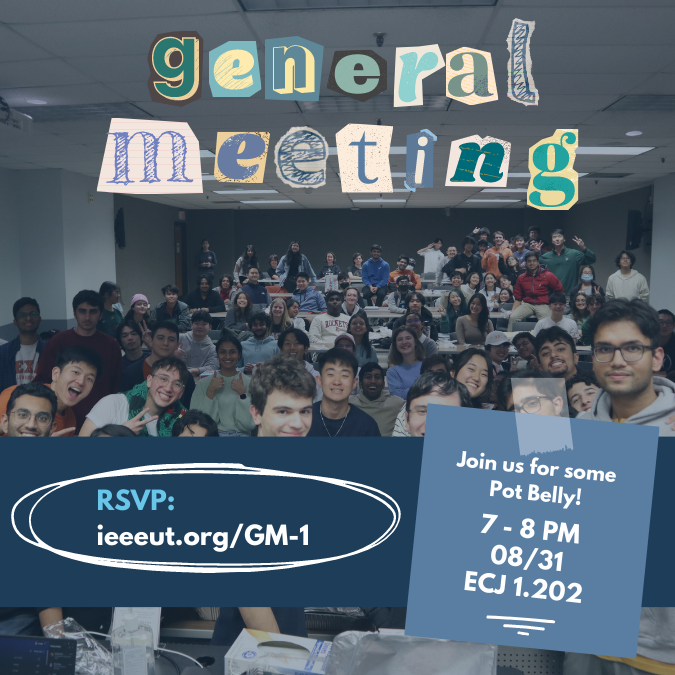 general
meeting
ROCKETS
RSVP:
ieeeut.org/GM-1
Join us for some
Pot Belly!
7 - 8 PM
08/31
ECJ 1.202